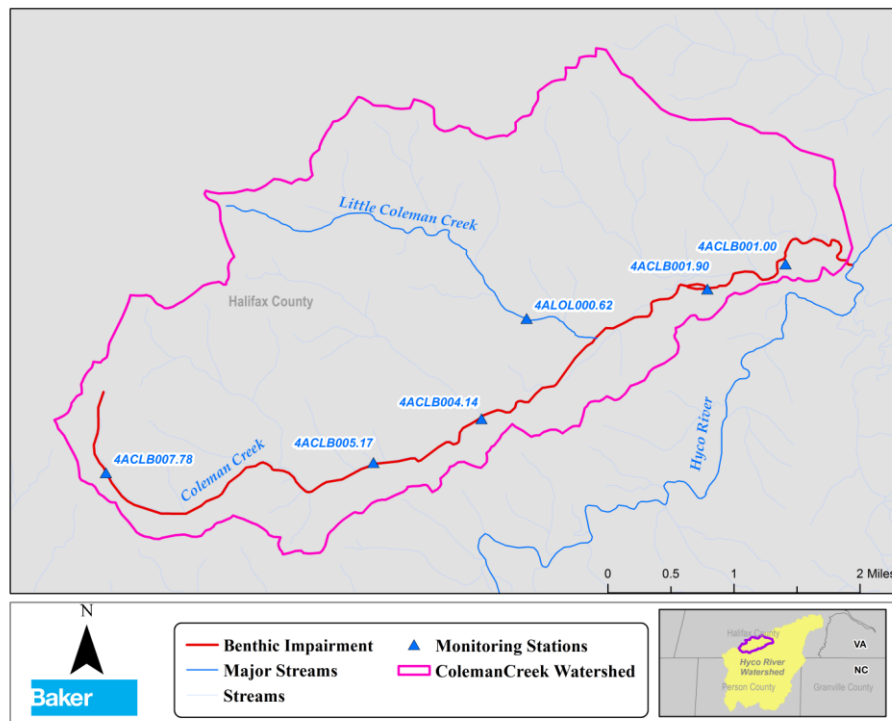 Little Coleman Creek
4ACLB001.00
4ACLB001.90
Halifax County
4ALOL000.62
4ACLB004.14
Hyco River
4ACLB007.78
Coleman Creek
4ACLB005.17
0 0.5 1 2 Miles
N
Baker
Benthic Impairment
Major Streams
Streams
Monitoring Stations
ColemanCreek Watershed
Halifax County
VA
Hyco River
Watershed
NC
Person County
Granville County